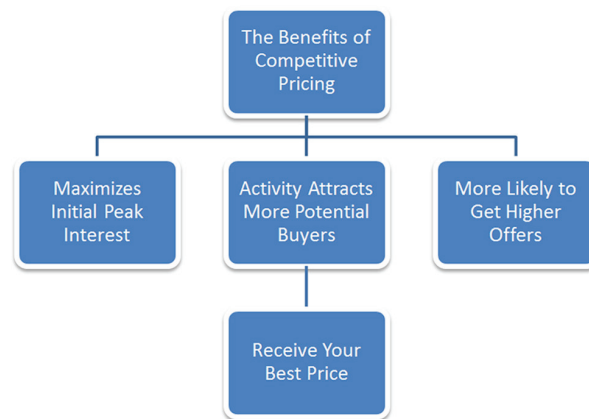 The Benefits of
Competitive
Pricing
Maximizes
Initial Peak
Interest
Activity Attracts
More Potential
Buyers
More Likely to
Get Higher
Offers
Receive Your
Best Price